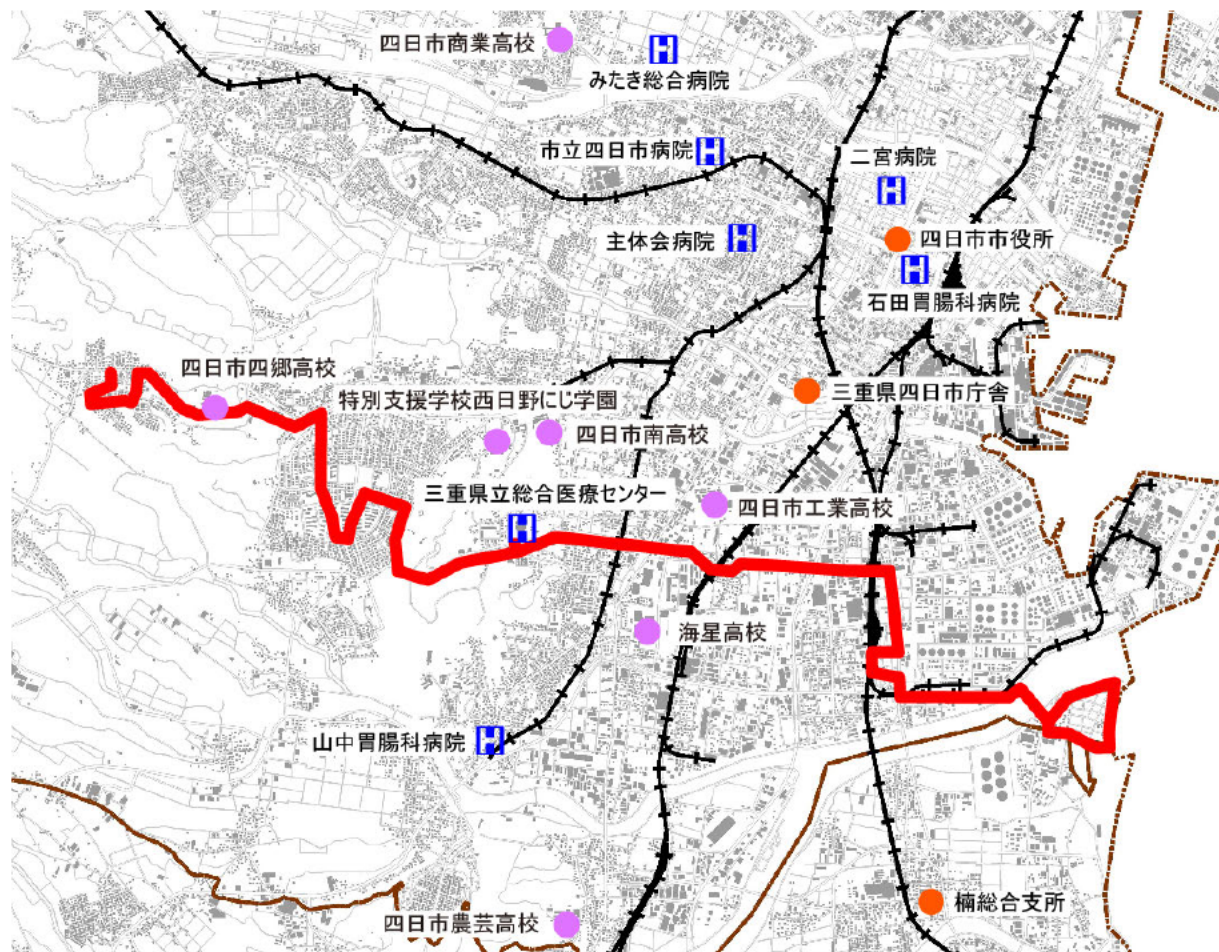 四日市商業高校
みたき総合病院
市立四日市病院
二宮病院
主体会病院
四日市市役所
石田胃腸科病院
四日市四郷高校
三重県四日市庁舎
特別支援学校西日野にじ学園
四日市南高校
三重県立総合医療センター
四日市工業高校
海星高校
山中胃腸科病院
楠総合支所
四日市農芸高校